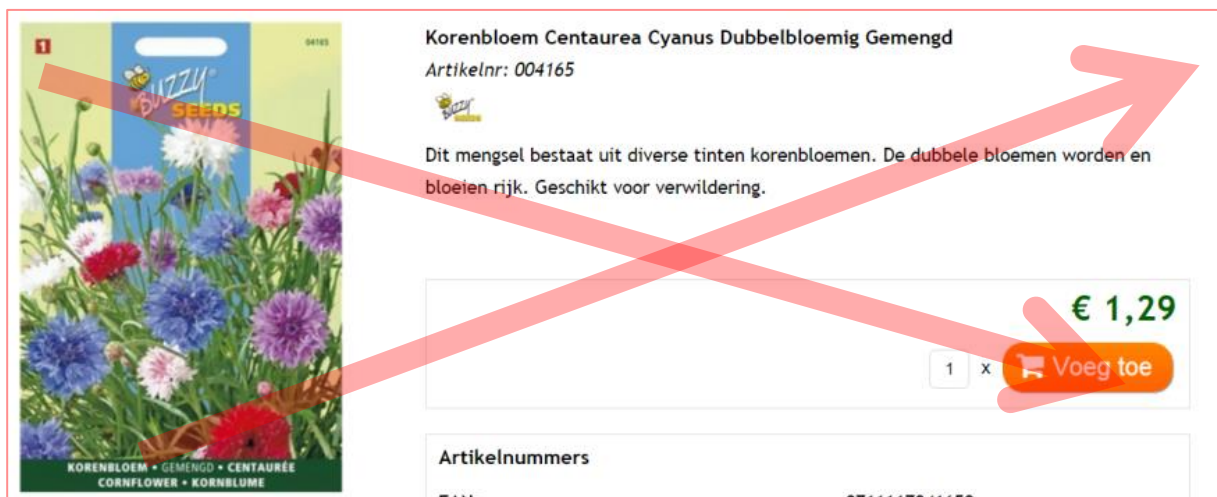 1
04165
BUZZY
SEEDS
KORENBLOEM • GEMENGD • CENTAURÉE
CORNFLOWER • KORNBLUME
Korenbloem Centaurea Cyanus Dubbelbloemig Gemengd
Artikelnr: 004165
BUZZY
Dit mengsel bestaat uit diverse tinten korenbloemen. De dubbele bloemen worden en
bloeien rijk. Geschikt voor verwildering.
€ 1,29
1 x Voeg toe
Artikelnummers